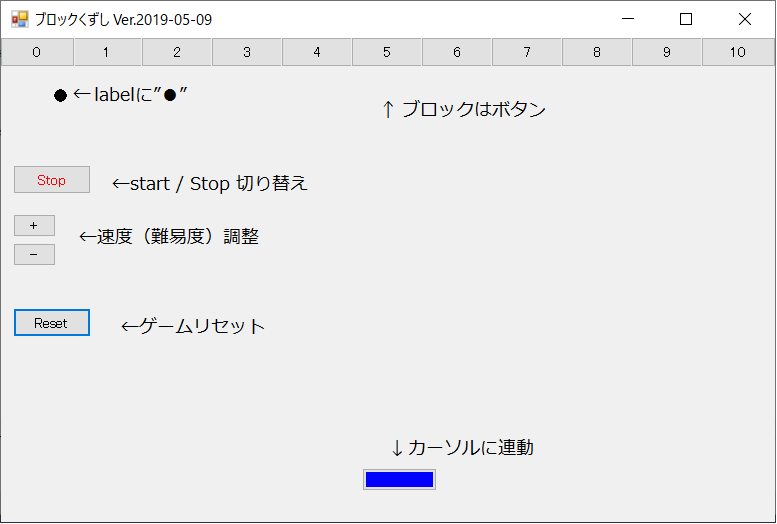 ブロックくずし Ver.2019-05-09
0 1 2 3 4 5 6 7 8 9 10
● ←labelに”●”
↑ ブロックはボタン
Stop ←start / Stop 切り替え
+
←速度（難易度）調整
−
Reset ←ゲームリセット
↓カーソルに連動